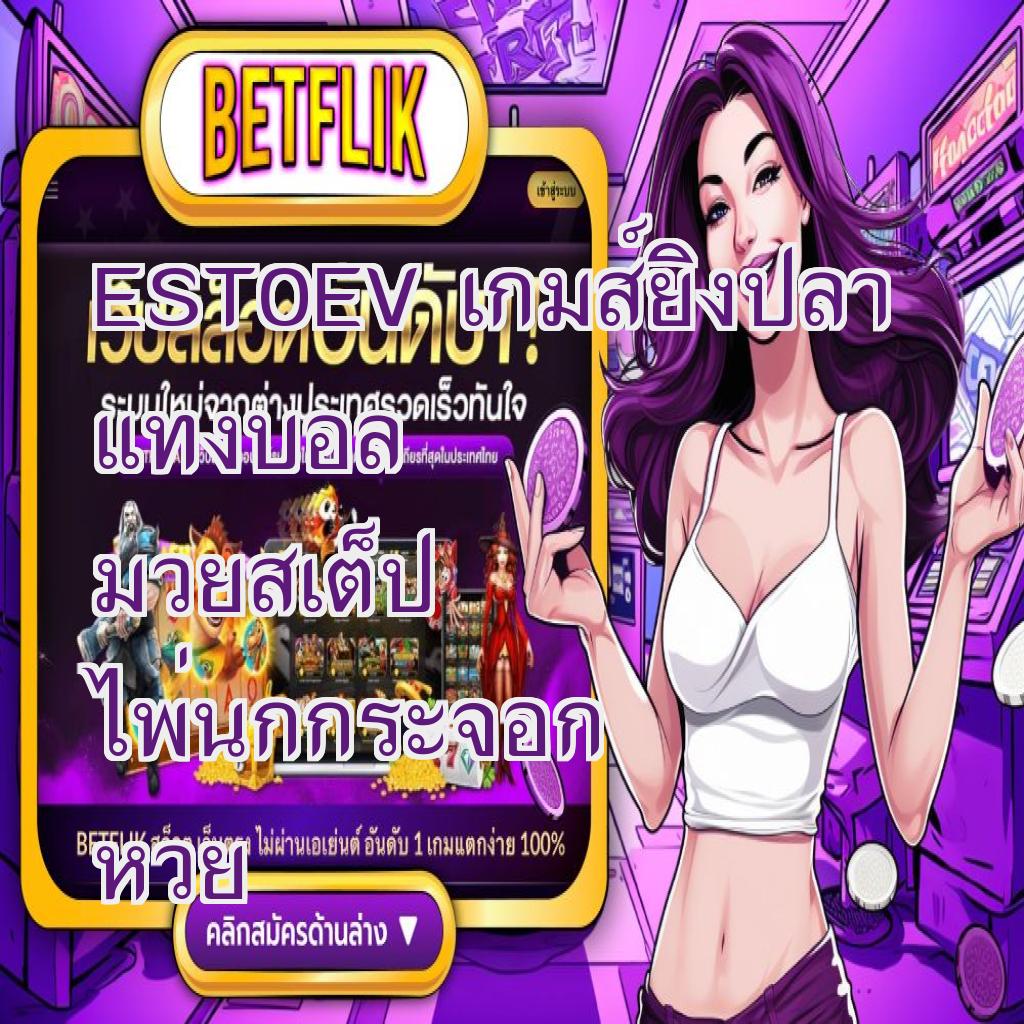 BETFLIK
เข้าสู่ระบบ
ESTOEV เกมส์ยิงปลา
ระบบใหม่จากต่างประเทศรวดเร็วทันใจ
แทงบอล
มวยสเต็ป
ไพ่นกกระจอก
BETFLIK ไม่ผ่านเอเย่นต์ อันดับ 1 เกมแตกง่าย 100%
หวย
คลิกสมัครด้านล่าง ▼